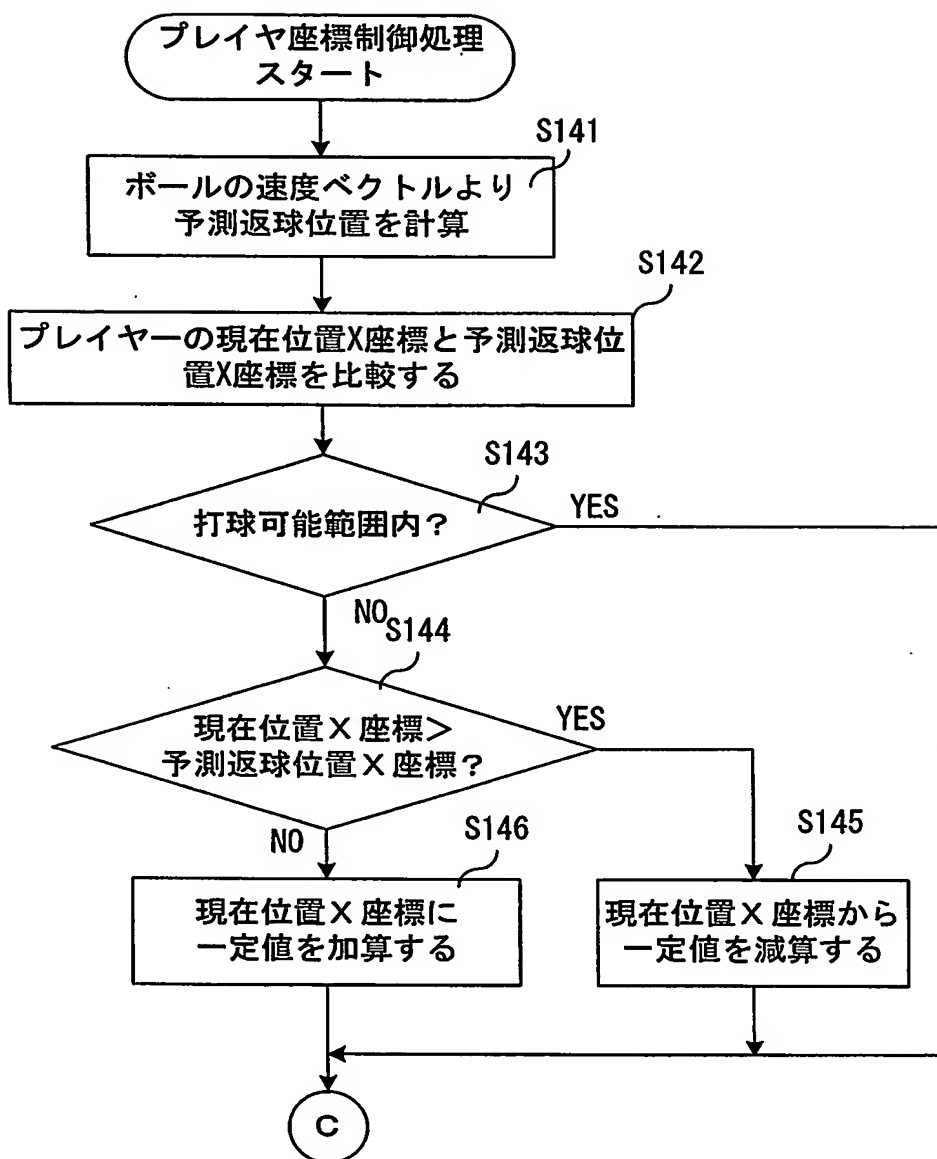 プレイヤ座標制御処理
スタート
S141
ボールの速度ベクトルより
予測返球位置を計算
S142
プレイヤーの現在位置X座標と予測返球位
置X座標を比較する
S143
打球可能範囲内?
YES
NO
S144
現在位置X座標>
予測返球位置X座標?
YES
NO
S146
現在位置X座標に
一定値を加算する
S145
現在位置X座標から
一定値を減算する
C